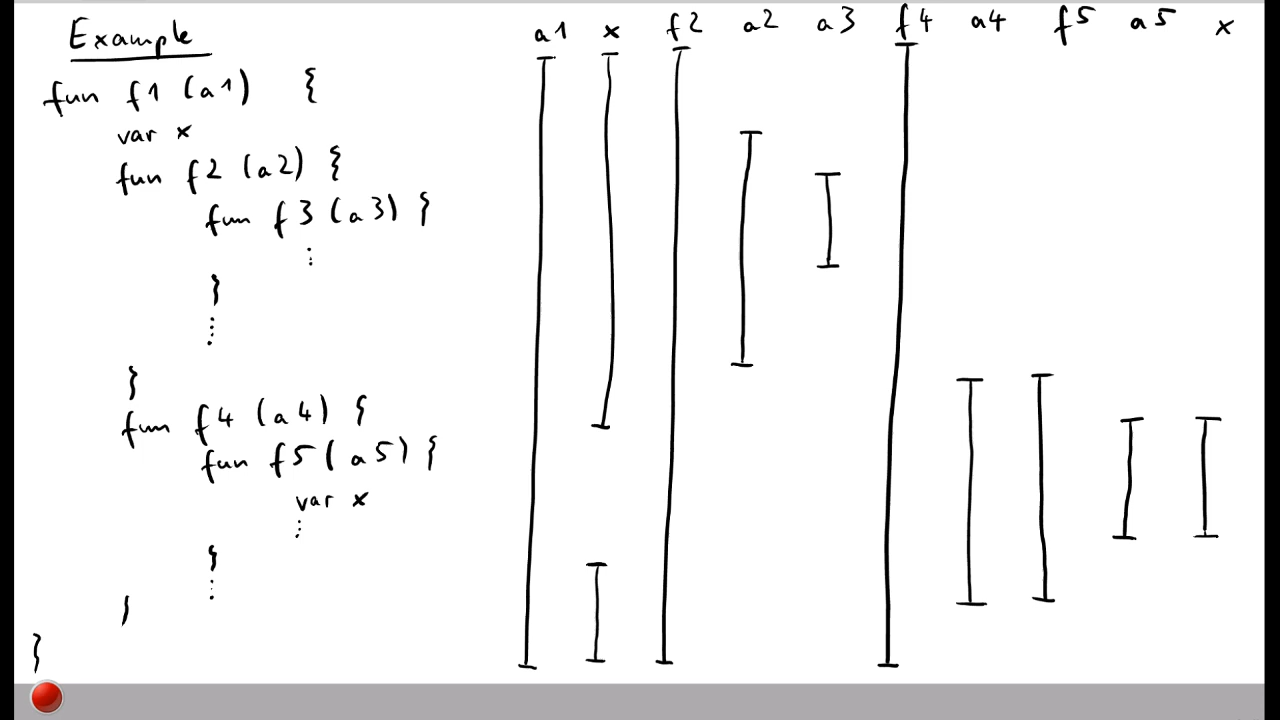 Example
a1 x f2 a2 a3 f4 a4 f5 a5 x
fun f1 (a1) {
var x
fun f2 (a2) {
fun f3 (a3) {
⋮
}
⋮
}
fun f4 (a4) {
fun f5 (a5) {
var x
⋮
}
⋮
}
}